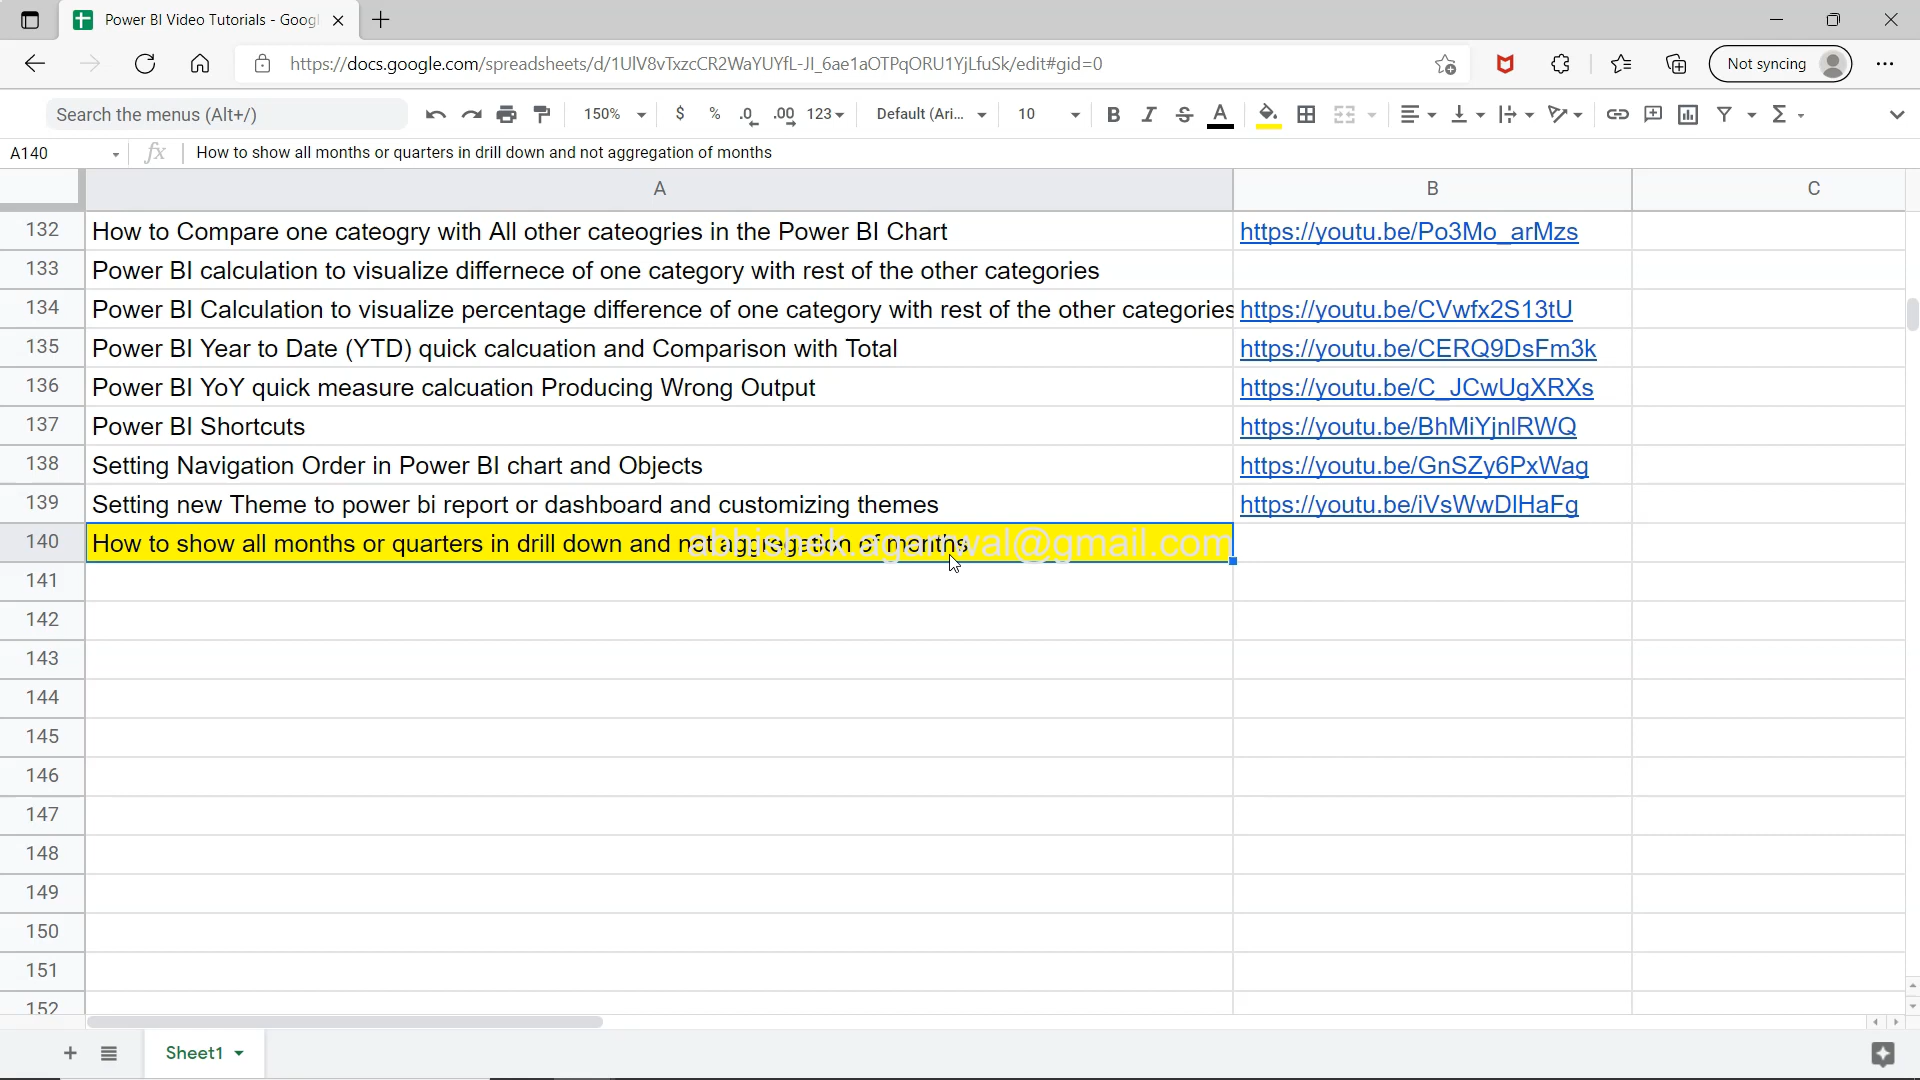 Power BI Video Tutorials - Googl
https://docs.google.com/spreadsheets/d/1UlV8vTxzcCR2WaYUYfL-JI_6ae1aOTPqORU1YjLfuSk/edit#gid=0
Not syncing
Search the menus (Alt+/)
150% $ % .0 .00 123 Default (Ari... 10 B I S A
A140 fx How to show all months or quarters in drill down and not aggregation of months
A B C
132 How to Compare one cateogry with All other cateogries in the Power BI Chart https://youtu.be/Po3Mo_arMzs
133 Power BI calculation to visualize differnece of one category with rest of the other categories
134 Power BI Calculation to visualize percentage difference of one category with rest of the other categories https://youtu.be/CVwfx2S13tU
135 Power BI Year to Date (YTD) quick calcuation and Comparison with Total https://youtu.be/CERQ9DsFm3k
136 Power BI YoY quick measure calcuation Producing Wrong Output https://youtu.be/C_JCwUgXRXs
137 Power BI Shortcuts https://youtu.be/BhMiYjnlRWQ
138 Setting Navigation Order in Power BI chart and Objects https://youtu.be/GnSZy6PxWag
139 Setting new Theme to power bi report or dashboard and customizing themes https://youtu.be/iVsWwDlHaFg
140 How to show all months or quarters in drill down and not aggregation of months
abhishek.agarrwal@gmail.com
141
142
143
144
145
146
147
148
149
150
151
152
Sheet1